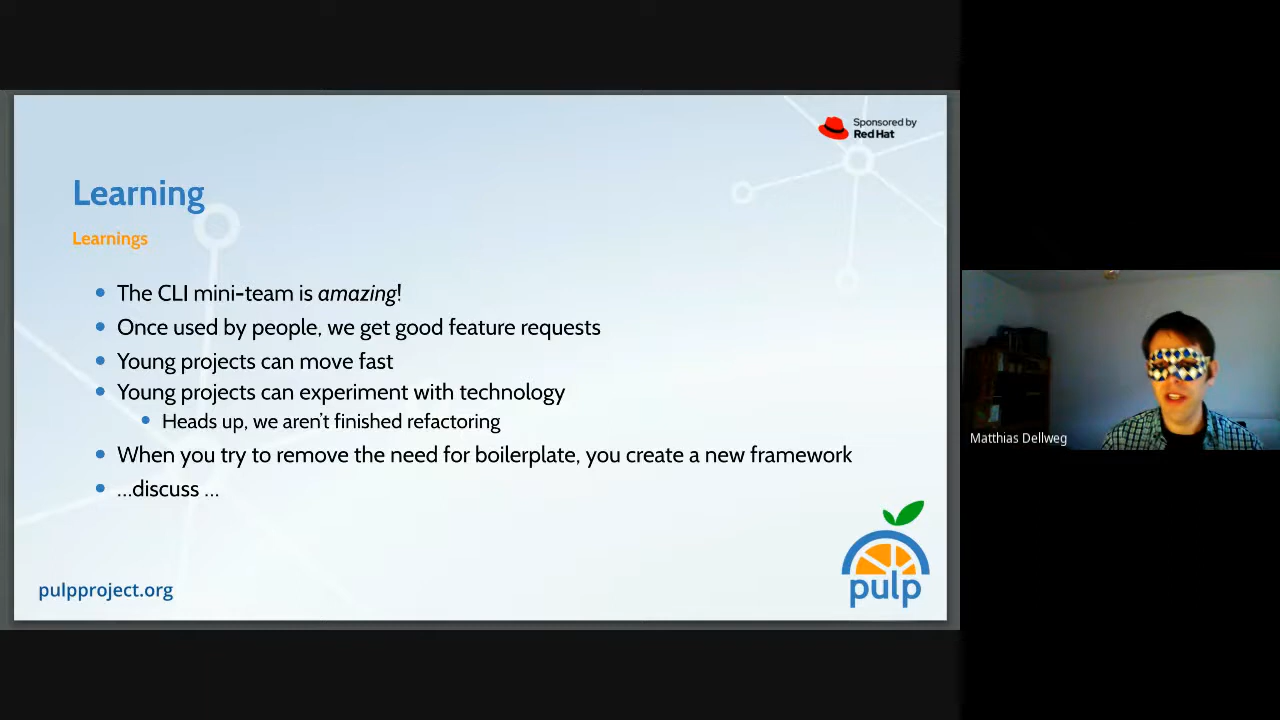 Sponsored by
Red Hat
Learning
Learnings
The CLI mini-team is amazing!
Once used by people, we get good feature requests
Young projects can move fast
Young projects can experiment with technology
Heads up, we aren't finished refactoring
When you try to remove the need for boilerplate, you create a new framework
...discuss ...
pulpproject.org
pulp
Matthias Dellweg